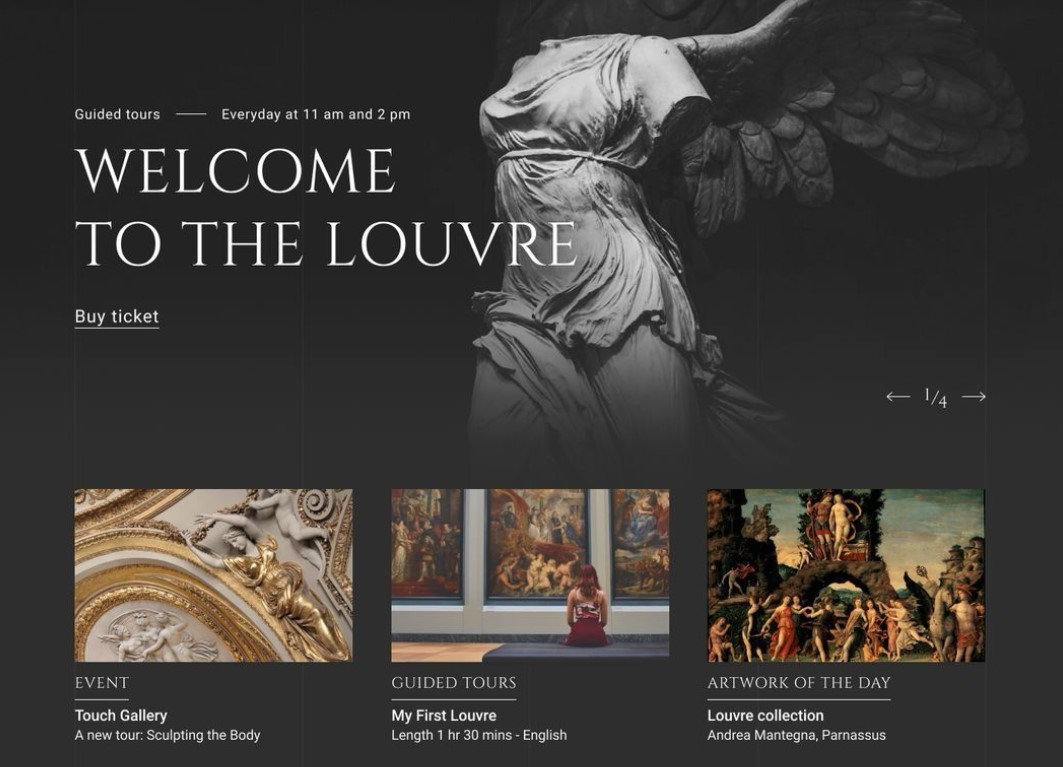 Guided tours — Everyday at 11 am and 2 pm
WELCOME
TO THE LOUVRE
Buy ticket
1/4
EVENT
Touch Gallery
A new tour: Sculpting the Body
GUIDED TOURS
My First Louvre
Length 1 hr 30 mins - English
ARTWORK OF THE DAY
Louvre collection
Andrea Mantegna, Parnassus